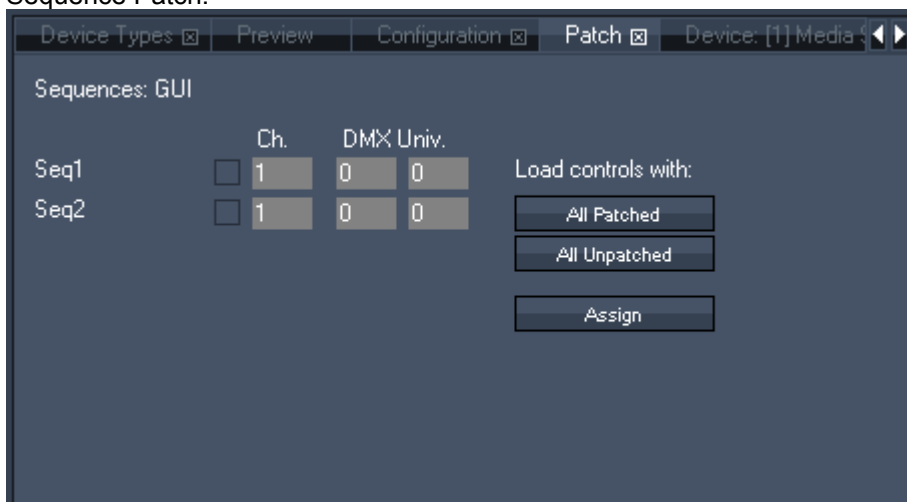 Sequence Patch:
Device Types Preview Configuration Patch Device: [1] Media
Sequences: GUI
Ch. DMX Univ.
Seq1 1 0 0 Load controls with:
Seq2 1 0 0 All Patched
All Unpatched
Assign